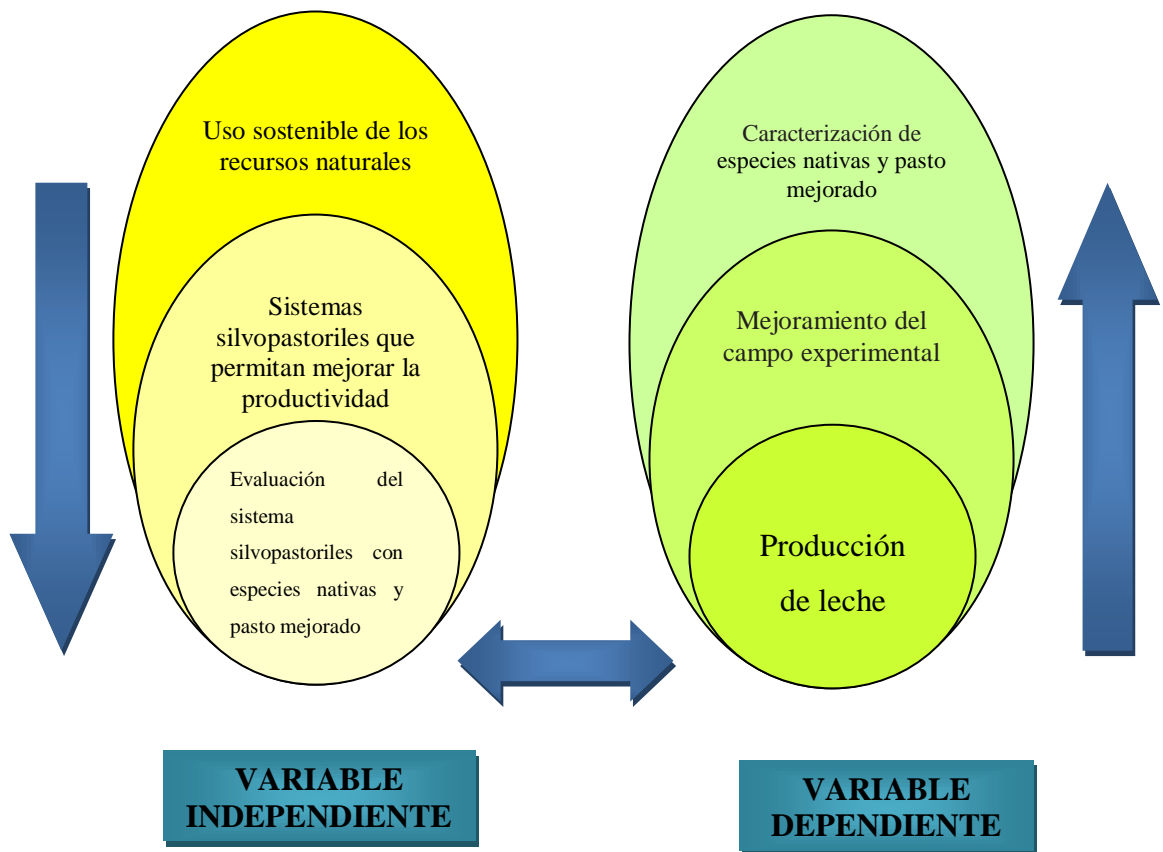 Uso sostenible de los
recursos naturales
Sistemas
silvopastoriles que
permitan mejorar la
productividad
Evaluación del
sistema
silvopastoriles con
especies nativas y
pasto mejorado
VARIABLE
INDEPENDIENTE
Caracterización de
especies nativas y pasto
mejorado
Mejoramiento del
campo experimental
Producción
de leche
VARIABLE
DEPENDIENTE